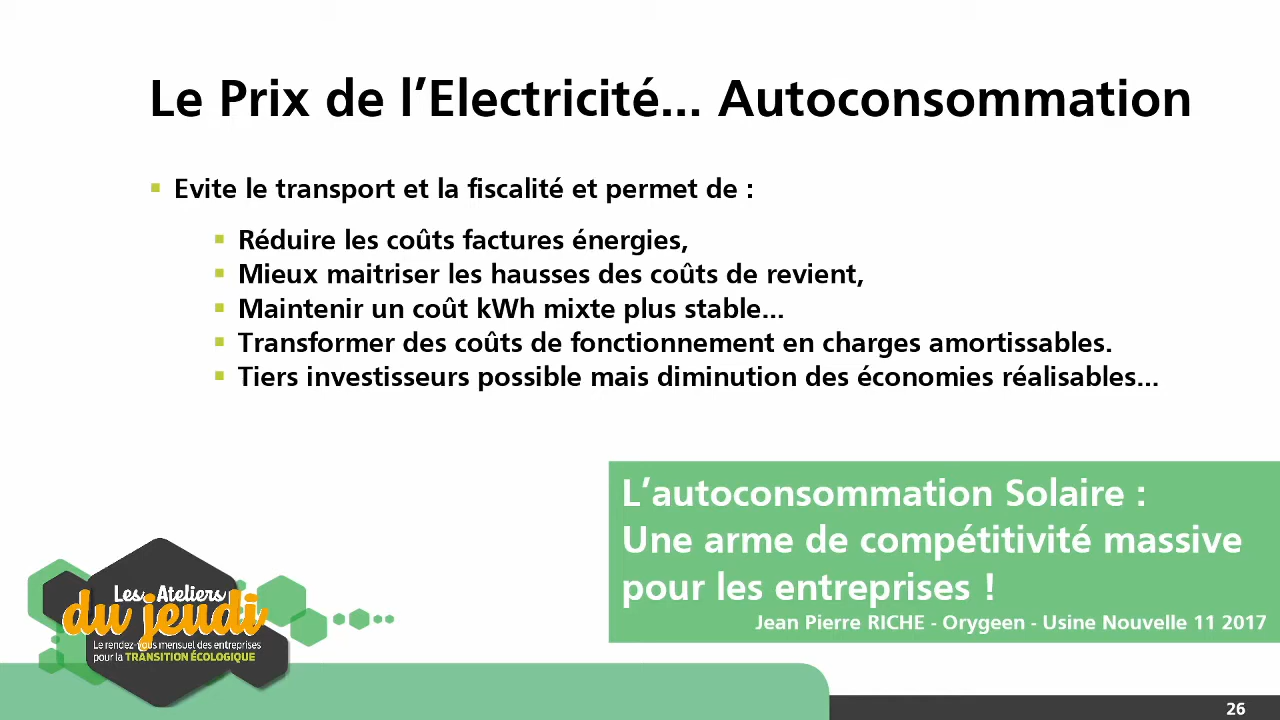 Le Prix de l’Electricité... Autoconsommation
Evite le transport et la fiscalité et permet de :
Réduire les coûts factures énergies,
Mieux maitriser les hausses des coûts de revient,
Maintenir un coût kWh mixte plus stable...
Transformer des coûts de fonctionnement en charges amortissables.
Tiers investisseurs possible mais diminution des économies réalisables...
L’autoconsommation Solaire :
Une arme de compétitivité massive
pour les entreprises !
Jean Pierre RICHE - Orygeen - Usine Nouvelle 11 2017
Les Ateliers
du jeudi
Le rendez-vous mensuel des entreprises
pour la TRANSITION ÉCOLOGIQUE
26